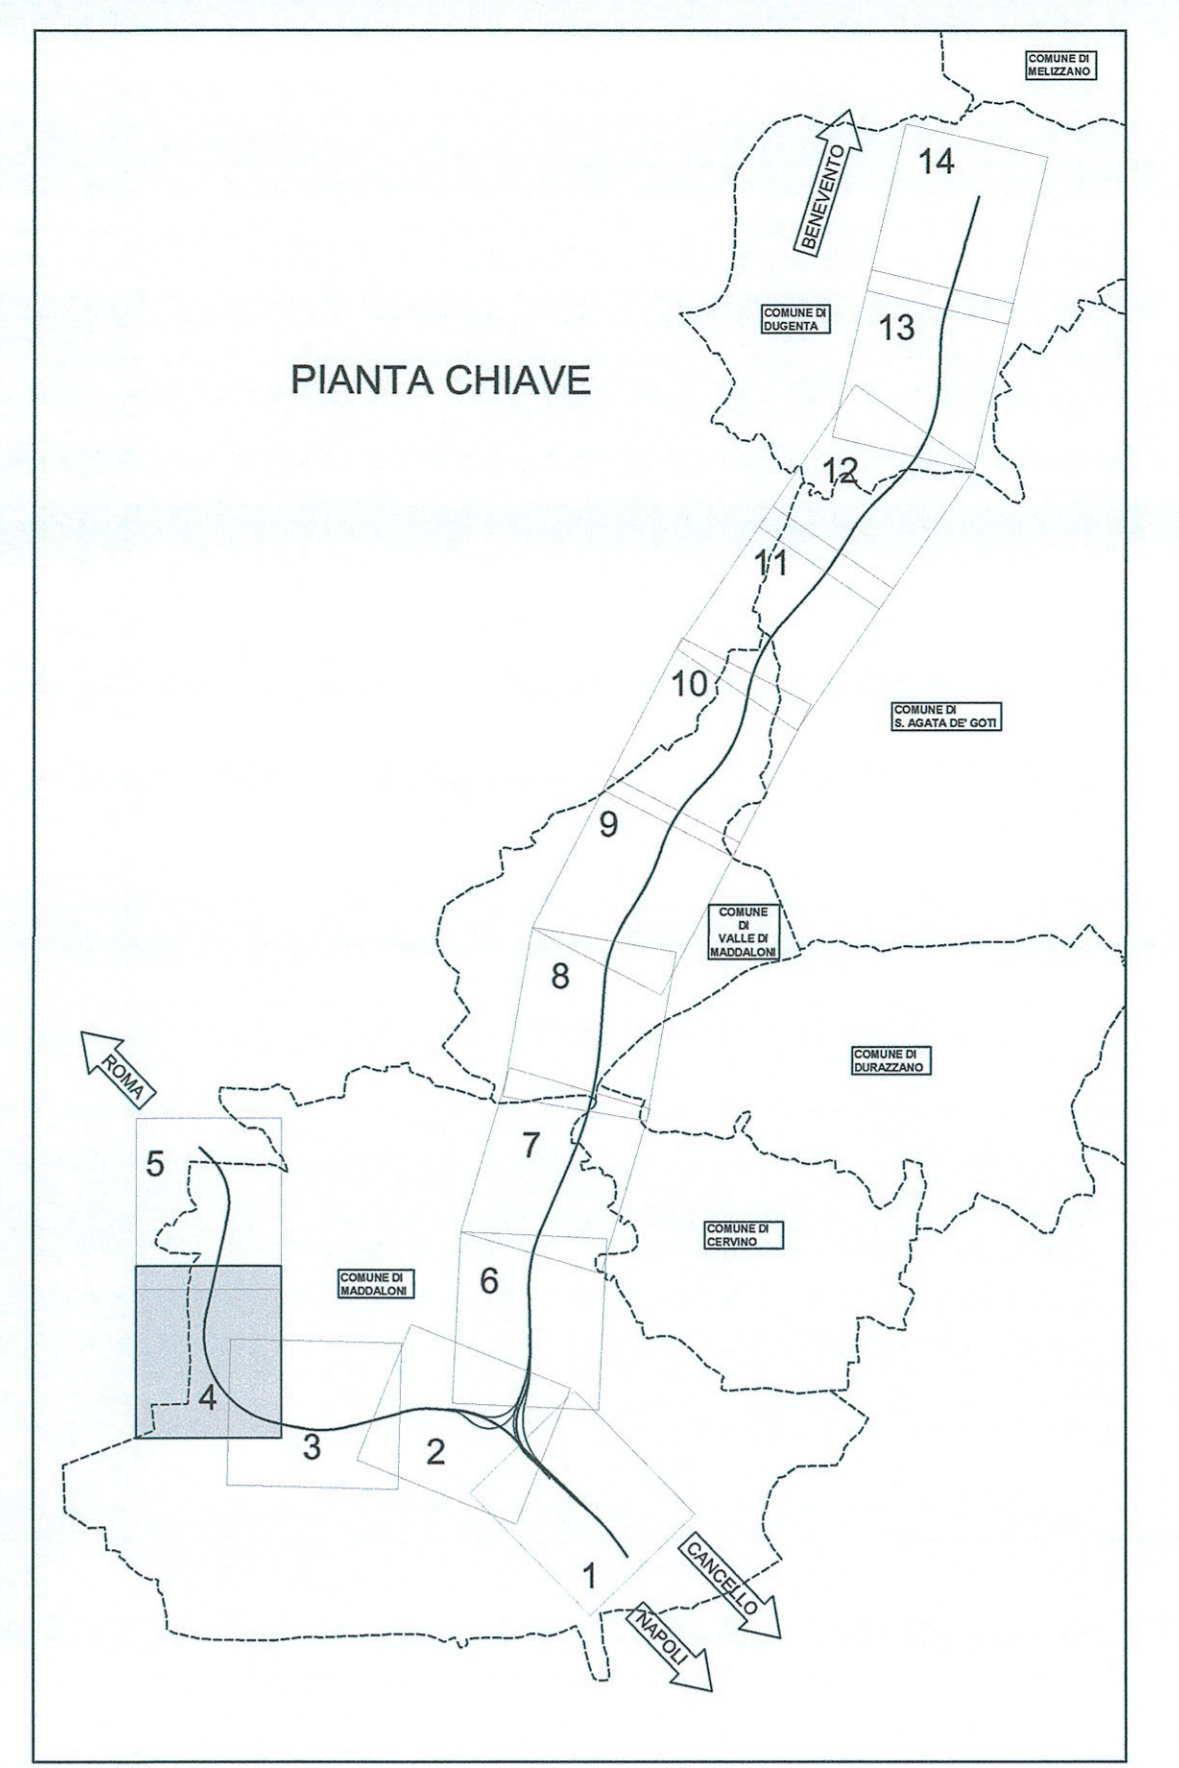 COMUNE DI
MELIZZANO
BENEVENTO
14
COMUNE DI
DUGENTA
13
PIANTA CHIAVE
12
11
10
COMUNE DI
S. AGATA DE' GOTI
9
COMUNE
DI
VALLE DI
MADDALONI
8
ROMA
COMUNE DI
DURAZZANO
7
5
COMUNE DI
CERVINO
6
COMUNE DI
MADDALONI
4
3
2
1
CANCELLO
NAPOLI